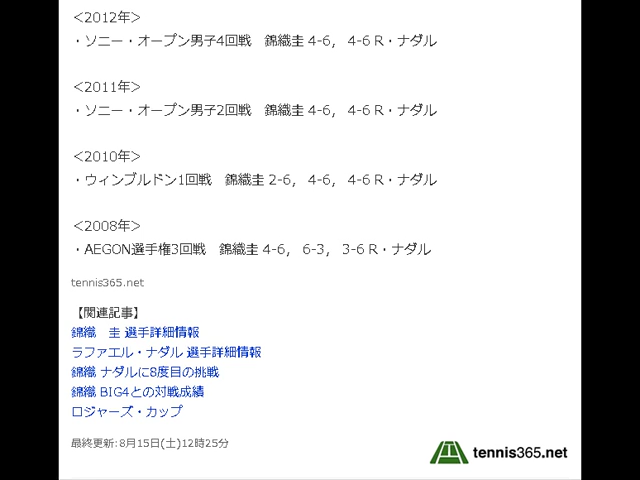 <2012年>
・ソニー・オープン男子4回戦　錦織圭 4-6， 4-6 R・ナダル
<2011年>
・ソニー・オープン男子2回戦　錦織圭 4-6， 4-6 R・ナダル
<2010年>
・ウィンブルドン1回戦　錦織圭 2-6， 4-6， 4-6 R・ナダル
<2008年>
・AEGON選手権3回戦　錦織圭 4-6， 6-3， 3-6 R・ナダル
tennis365.net
【関連記事】
錦織　圭 選手詳細情報
ラファエル・ナダル 選手詳細情報
錦織 ナダルに8度目の挑戦
錦織 BIG4との対戦成績
ロジャーズ・カップ
最終更新:8月15日(土)12時25分
tennis365.net